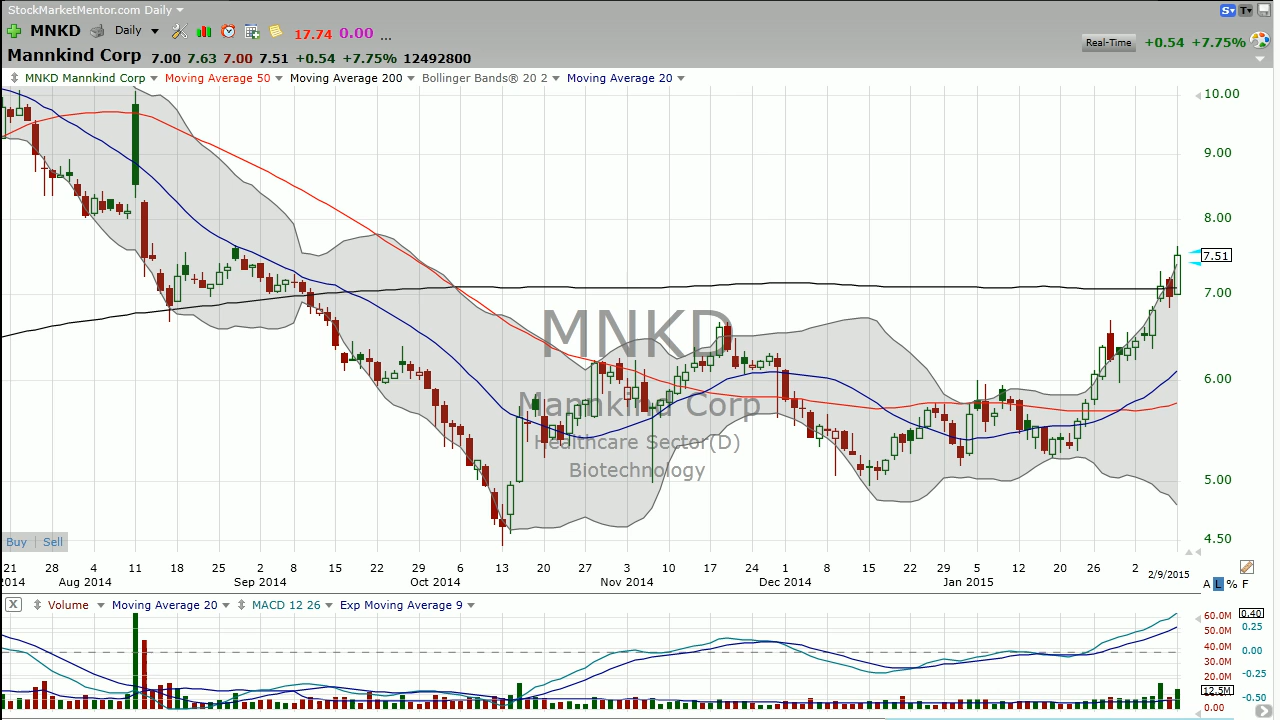 StockMarketMentor.com Daily
S T
MNKD Daily 17.74 0.00 ...
Real-Time +0.54 +7.75%
Mannkind Corp 7.00 7.63 7.00 7.51 +0.54 +7.75% 12492800
MNKD Mannkind Corp Moving Average 50 Moving Average 200 Bollinger Bands® 20 2 Moving Average 20
10.00
9.00
8.00
7.51
7.00
MNKD
6.00
Mannkind Corp
Healthcare Sector(D)
Biotechnology
5.00
4.50
Buy Sell
21 28 4 11 18 25 2 8 15 22 29 6 13 20 27 3 10 17 24 1 8 15 22 29 5 12 20 26 2
2014 Aug 2014 Sep 2014 Oct 2014 Nov 2014 Dec 2014 Jan 2015 2/9/2015
A L % F
X Volume Moving Average 20 MACD 12 26 Exp Moving Average 9
60.0M 0.40
50.0M 0.25
40.0M 0.00
30.0M
20.0M -0.25
12.5M -0.50
0.00